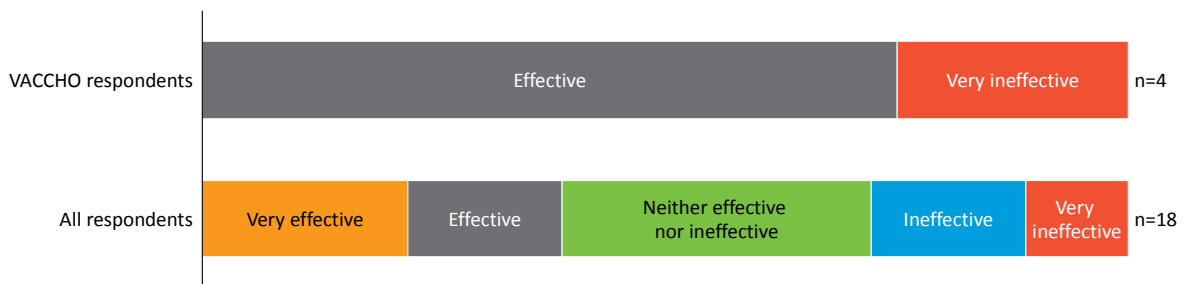 VACCHO respondents
Effective
Very ineffective
n=4
All respondents
Very effective
Effective
Neither effective
nor ineffective
Ineffective
Very
ineffective
n=18